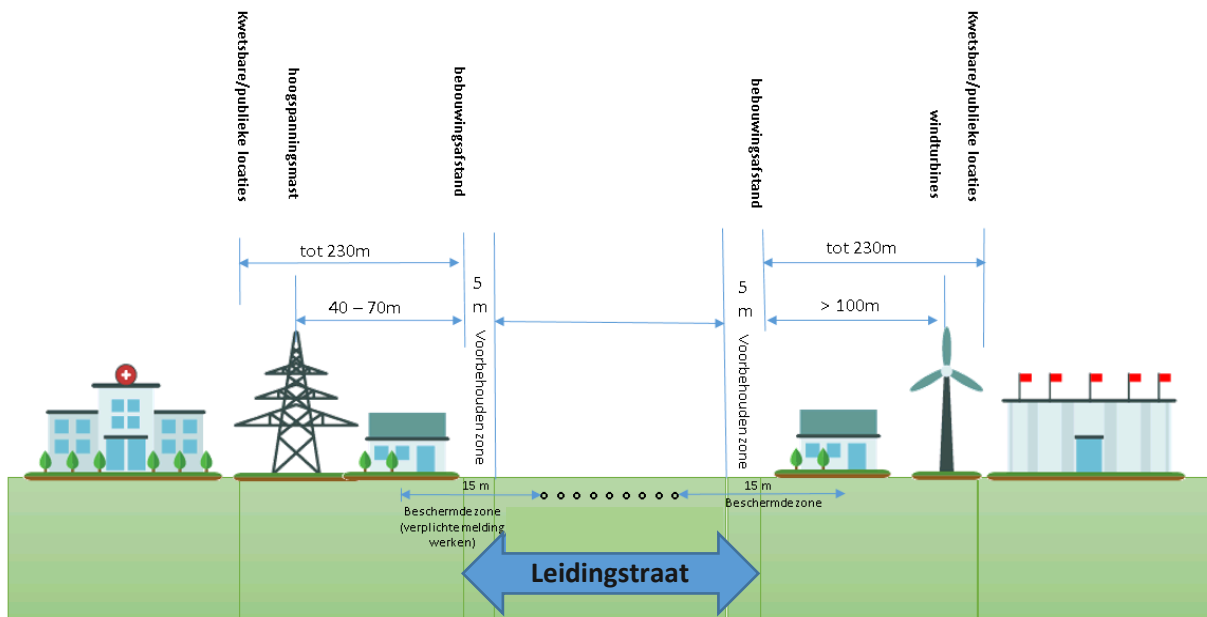 Kwetsbare/publieke locaties
hoogspanningsmast
bebouwingsafstand
bebouwingsafstand
windturbines
Kwetsbare/publieke locaties
tot 230m
tot 230m
40 – 70m
5
m
Voorbehouden zone
5
m
Voorbehouden zone
> 100m
15 m
Beschermde zone
(verplichte melding
werken)
15 m
Beschermde zone
Leidingstraat